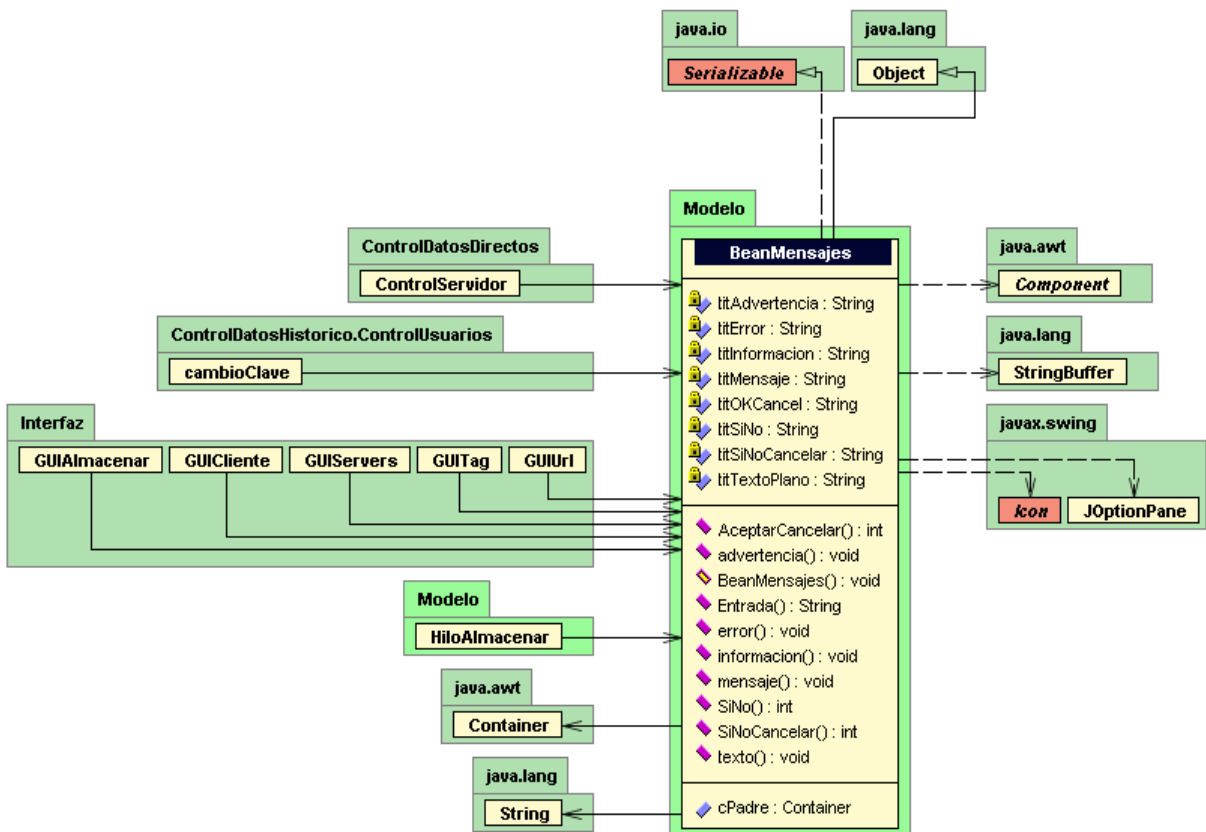 java.io
Serializable
java.lang
Object
Modelo
BeanMensajes
titAdvertencia : String
titError : String
titInformacion : String
titMensaje : String
titOKCancel : String
titSiNo : String
titSiNoCancelar : String
titTextoPlano : String
AceptarCancelar() : int
advertencia() : void
BeanMensajes() : void
Entrada() : String
error() : void
informacion() : void
mensaje() : void
SiNo() : int
SiNoCancelar() : int
texto() : void
cPadre : Container
ControlDatosDirectos
ControlServidor
ControlDatosHistorico.ControlUsuarios
cambioClave
Interfaz
GUIAlmacenar GUICliente GUIServers GUITag GUIUrl
Modelo
HiloAlmacenar
java.awt
Container
java.lang
String
java.awt
Component
java.lang
StringBuffer
javax.swing
Icon JOptionPane